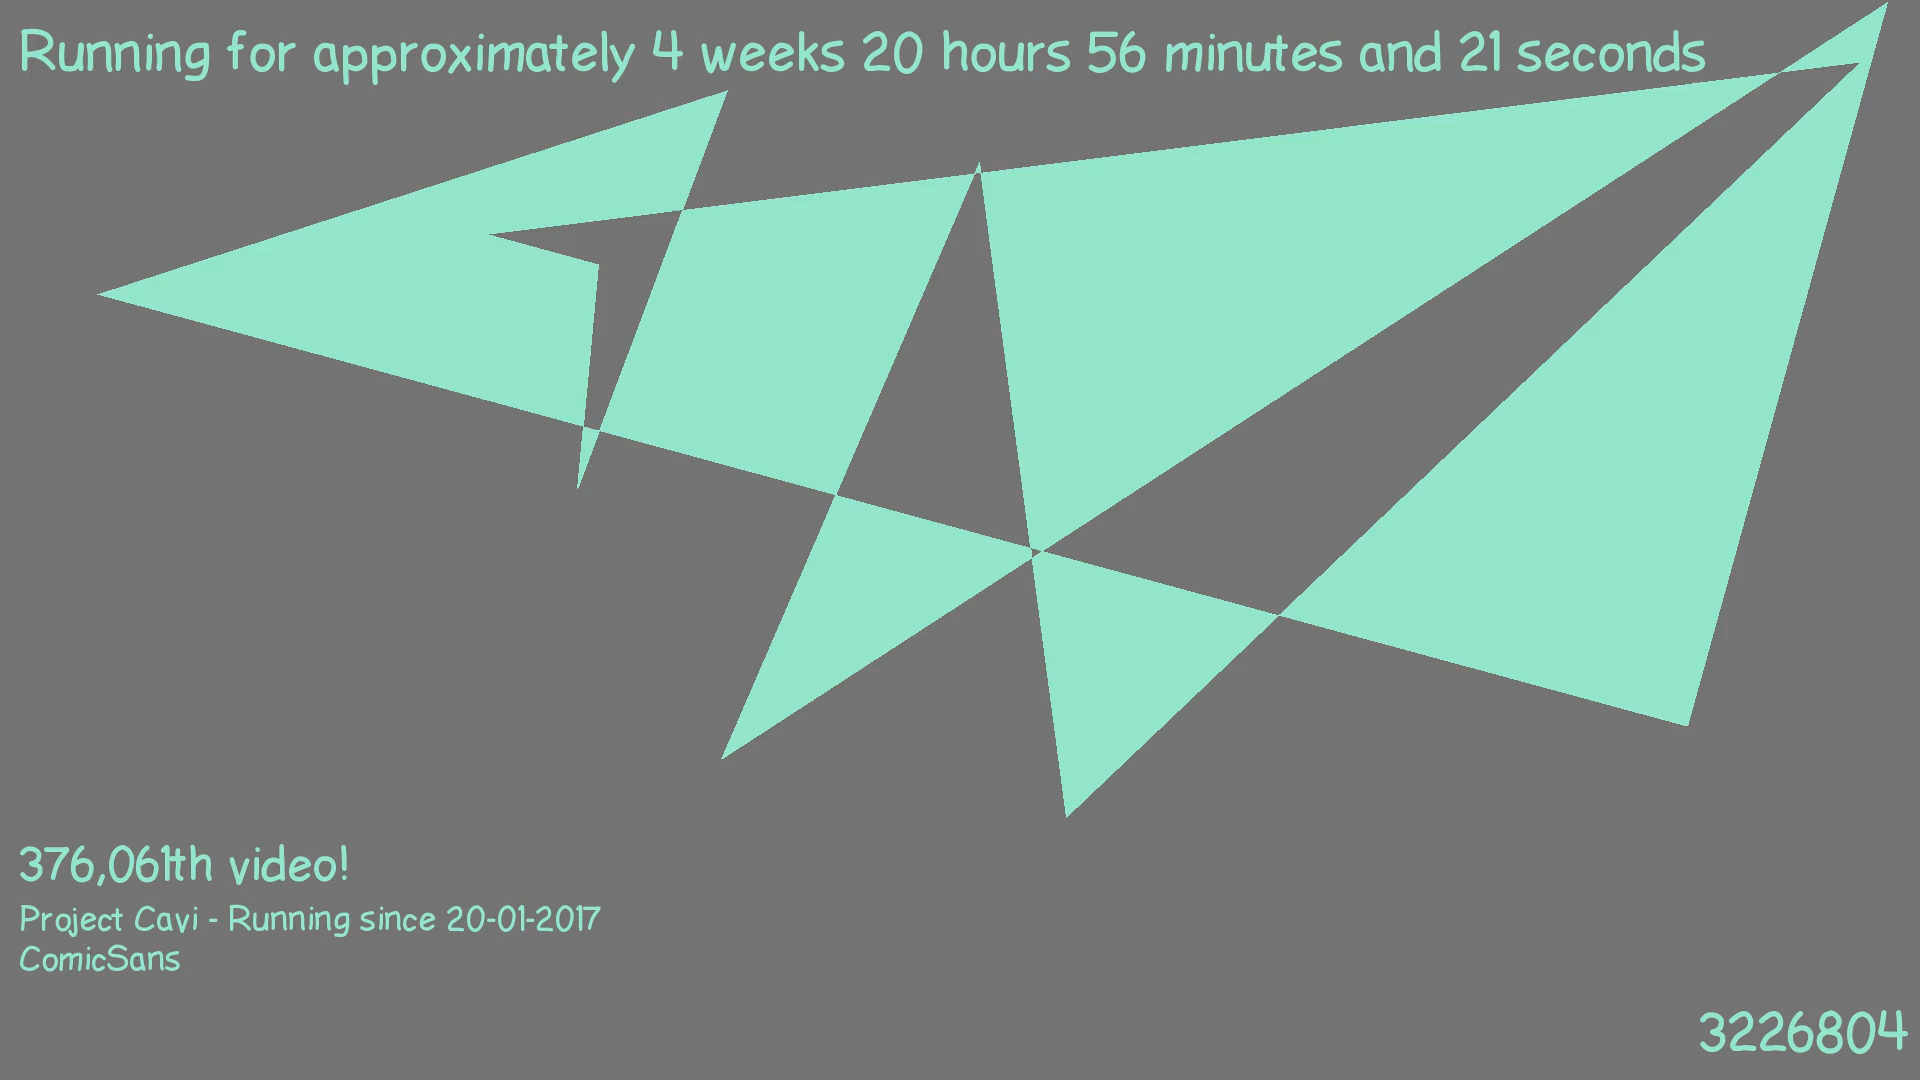 Running for approximately 4 weeks 20 hours 56 minutes and 21 seconds
376,061th video!
Project Cavi - Running since 20-01-2017
ComicSans
3226804